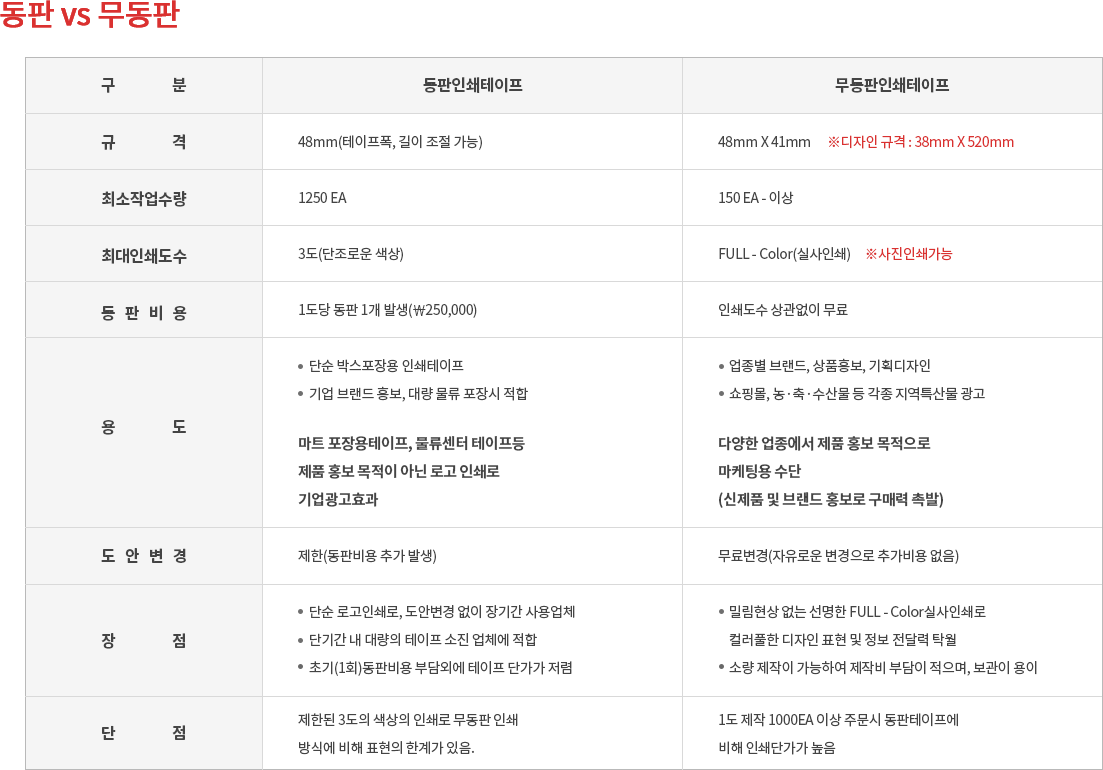 동판 vs 무동판
구 분 동판인쇄테이프 무동판인쇄테이프
규 격 48mm(테이프폭, 길이 조절 가능) 48mm X 41mm ※디자인 규격 : 38mm X 520mm
최소작업수량 1250 EA 150 EA - 이상
최대인쇄도수 3도(단조로운 색상) FULL - Color(실사인쇄) ※사진인쇄가능
동 판 비 용 1도당 동판 1개 발생(₩250,000) 인쇄도수 상관없이 무료
용 도
• 단순 박스포장용 인쇄테이프
• 기업 브랜드 홍보, 대량 물류 포장시 적합
마트 포장용테이프, 물류센터 테이프등
제품 홍보 목적이 아닌 로고 인쇄로
기업광고효과
• 업종별 브랜드, 상품홍보, 기획디자인
• 쇼핑몰, 농·축·수산물 등 각종 지역특산물 광고
다양한 업종에서 제품 홍보 목적으로
마케팅용 수단
(신제품 및 브랜드 홍보로 구매력 촉발)
도 안 변 경 제한(동판비용 추가 발생) 무료변경(자유로운 변경으로 추가비용 없음)
장 점
• 단순 로고인쇄로, 도안변경 없이 장기간 사용업체
• 단기간 내 대량의 테이프 소진 업체에 적합
• 초기(1회)동판비용 부담외에 테이프 단가가 저렴
• 밀림현상 없는 선명한 FULL - Color실사인쇄로
컬러풀한 디자인 표현 및 정보 전달력 탁월
• 소량 제작이 가능하여 제작비 부담이 적으며, 보관이 용이
단 점
제한된 3도의 색상의 인쇄로 무동판 인쇄
방식에 비해 표현의 한계가 있음.
1도 제작 1000EA 이상 주문시 동판테이프에
비해 인쇄단가가 높음